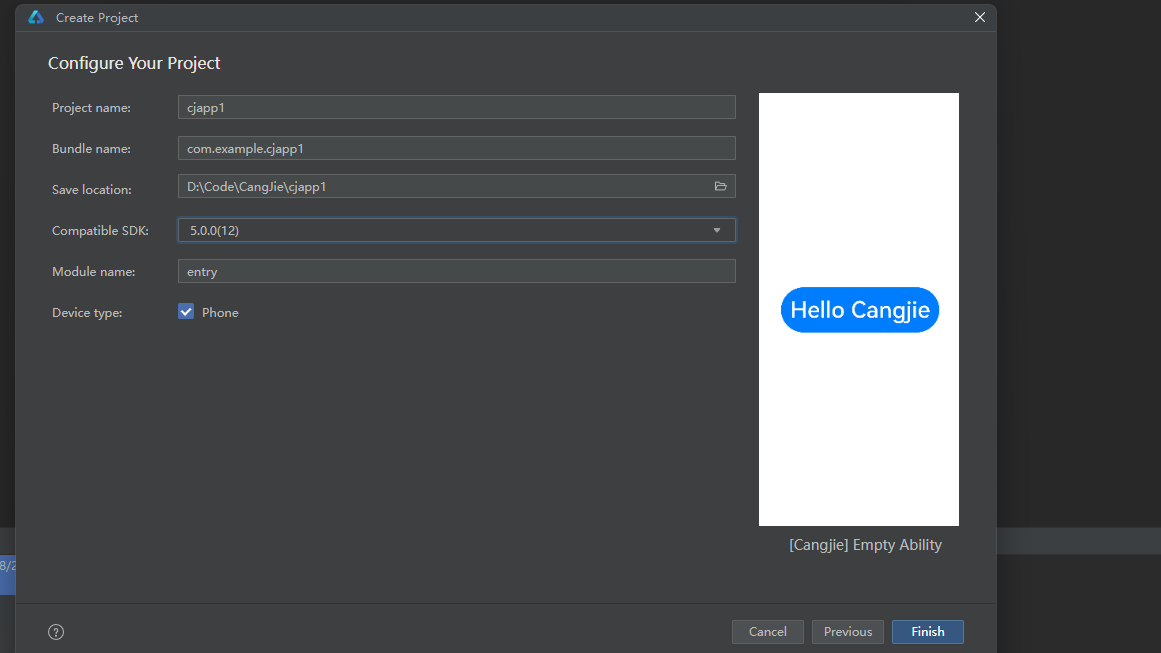 Create Project
Configure Your Project
Project name: cjapp1
Bundle name: com.example.cjapp1
Save location: D:\Code\CangJie\cjapp1
Compatible SDK: 5.0.0(12)
Module name: entry
Device type: Phone
Hello Cangjie
[Cangjie] Empty Ability
8/2
?
Cancel Previous Finish